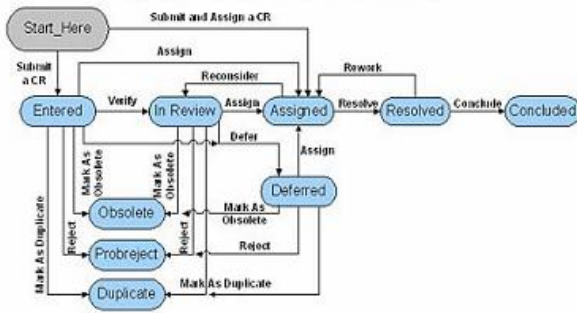 Start_Here
Submit and Assign a CR
Submit
a CR
Assign
Reconsider
Rework
Entered
Verify
In Review
Assign
Assigned
Resolve
Resolved
Conclude
Concluded
Defer
Assign
Mark As
Obsolete
Mark As
Obsolete
Deferred
Obsolete
Mark As
Obsolete
Mark As Duplicate
Reject
Probreject
Reject
Reject
Duplicate
Mark As Duplicate